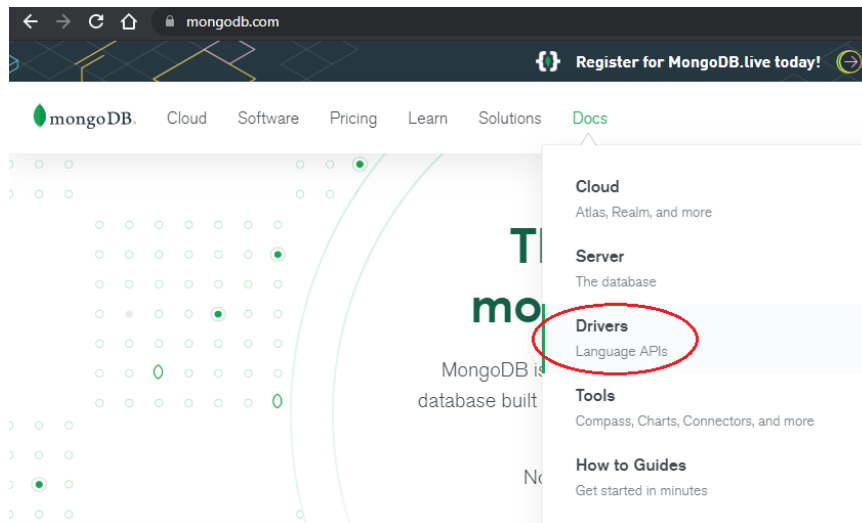 mongodb.com
Register for MongoDB.live today!
mongoDB. Cloud Software Pricing Learn Solutions Docs
Cloud
Atlas, Realm, and more
Server
The database
Drivers
Language APIs
Tools
Compass, Charts, Connectors, and more
How to Guides
Get started in minutes
MongoDB is
database built